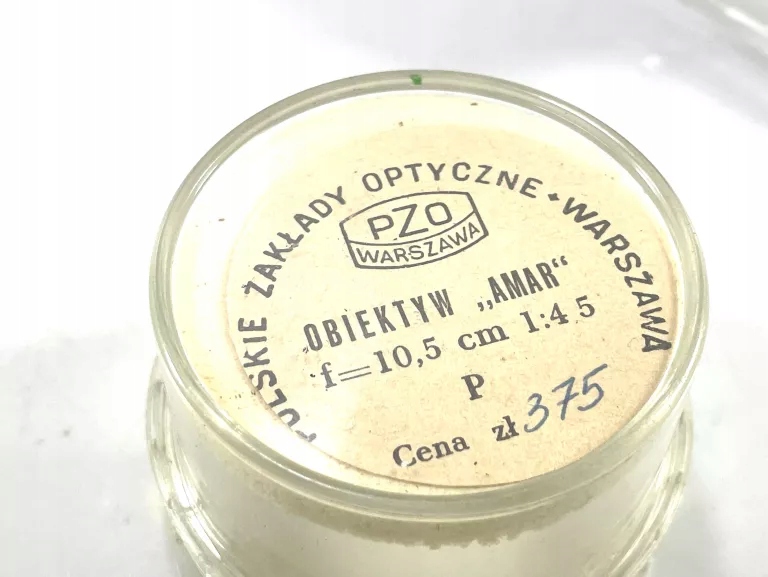 POLSKIE ZAKŁADY OPTYCZNE • WARSZAWA
PZO
WARSZAWA
OBIEKTYW „AMAR“
f=10,5 cm 1:4 5
P
Cena zł 375